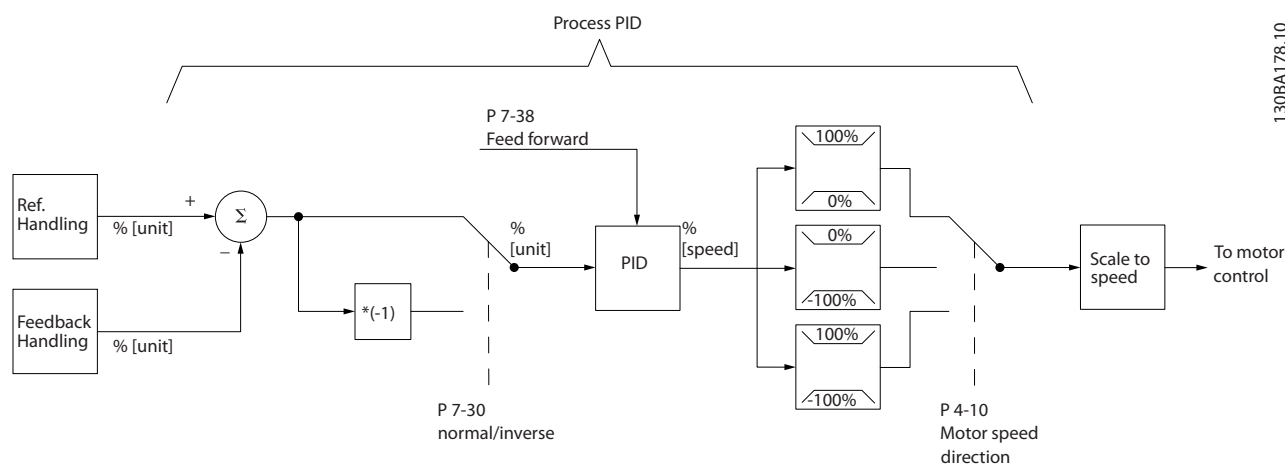 Process PID
130BA178.10
P 7-38
Feed forward
100%
0%
Ref.
Handling
% [unit]
+
Σ
−
%
[unit]
PID
%
[speed]
0%
-100%
Scale to
speed
To motor
control
Feedback
Handling
% [unit]
*(-1)
100%
-100%
P 7-30
normal/inverse
P 4-10
Motor speed
direction